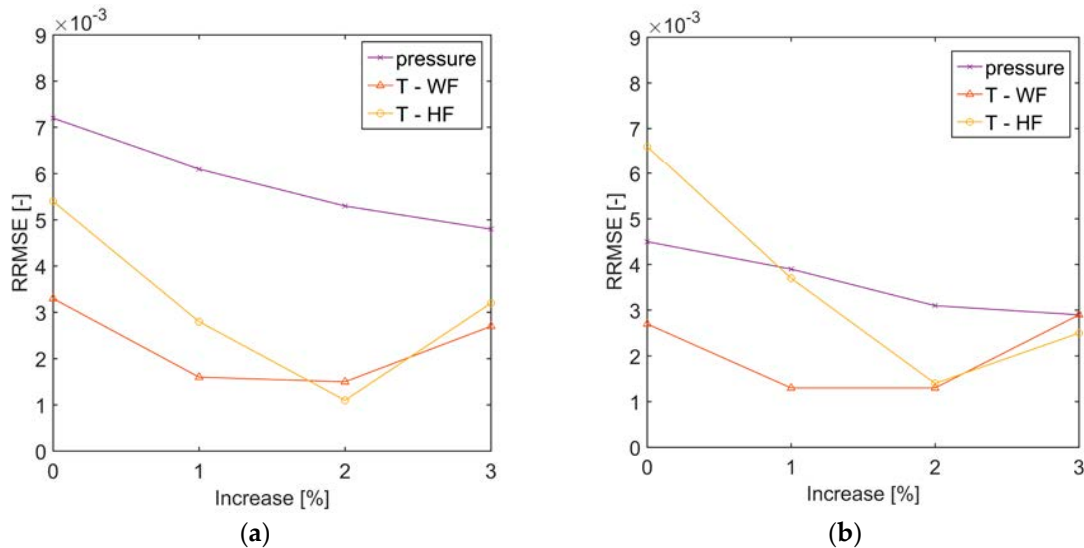 ×10⁻³
9
8
7
6
5
4
3
2
1
0
RRMSE [-]
pressure
T - WF
T - HF
0 1 2 3
Increase [%]
(a)
×10⁻³
9
8
7
6
5
4
3
2
1
0
RRMSE [-]
pressure
T - WF
T - HF
0 1 2 3
Increase [%]
(b)